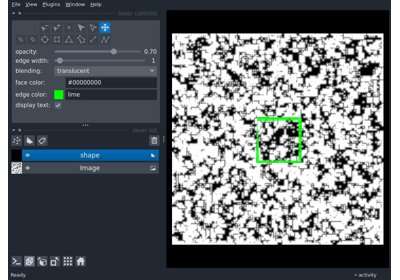 File View Plugins Window Help
layer controls
opacity: 0.70
edge width: 1
blending: translucent
face color: #00000000
edge color: lime
display text:
layer list
shape
Image
Ready
activity